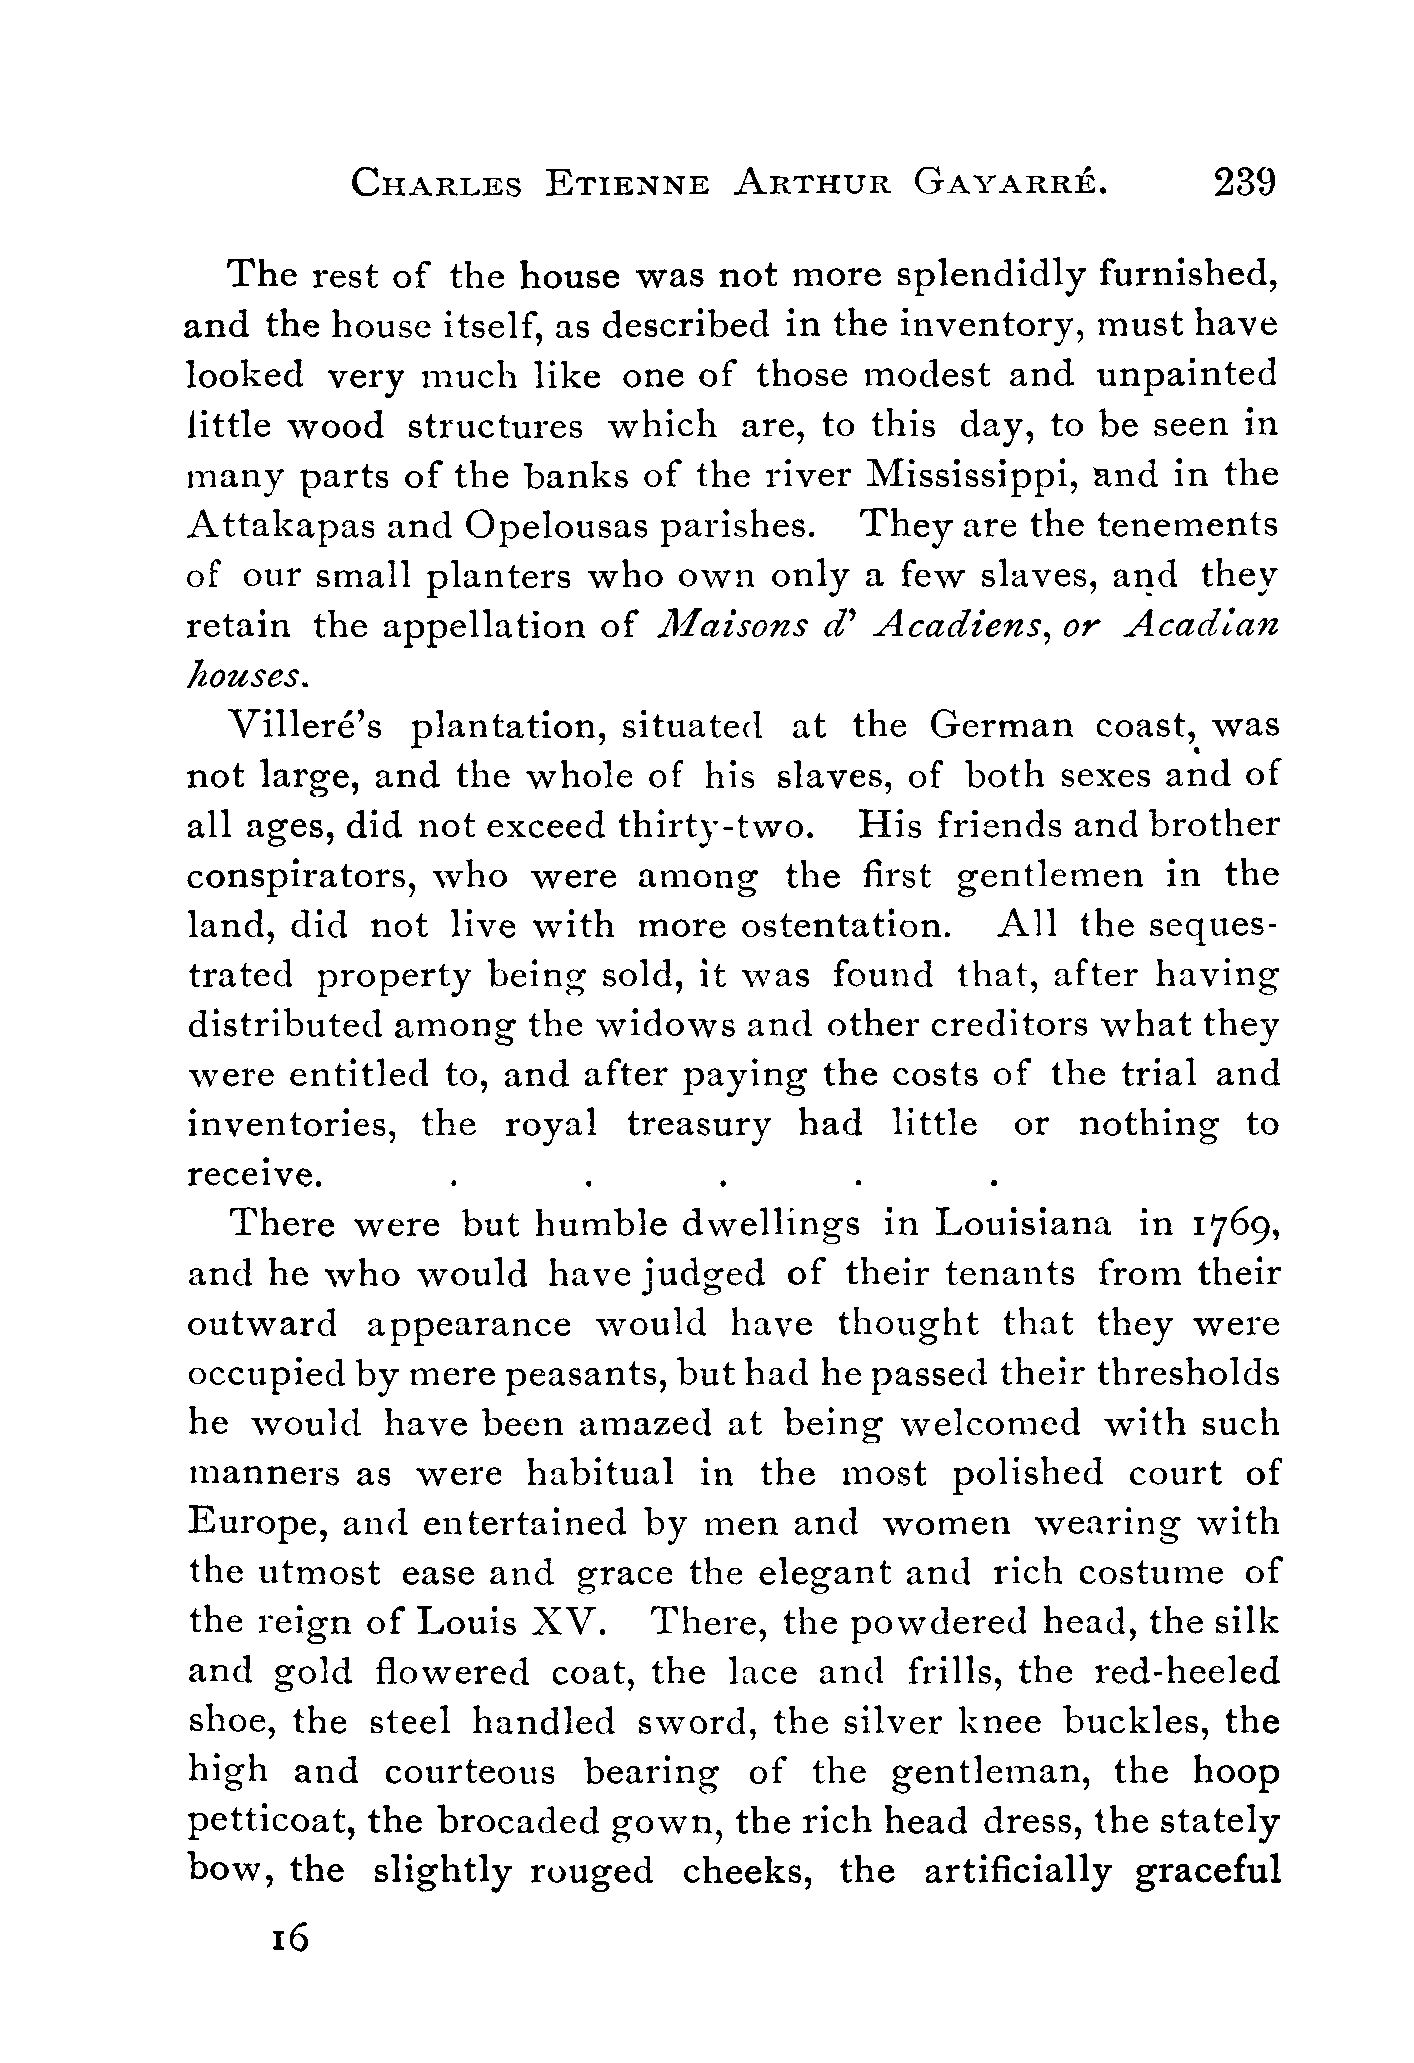 CHARLES ETIENNE ARTHUR GAYARRÉ. 239
The rest of the house was not more splendidly furnished,
and the house itself, as described in the inventory, must have
looked very much like one of those modest and unpainted
little wood structures which are, to this day, to be seen in
many parts of the banks of the river Mississippi, and in the
Attakapas and Opelousas parishes. They are the tenements
of our small planters who own only a few slaves, and they
retain the appellation of Maisons d' Acadiens, or Acadian
houses.
Villeré's plantation, situated at the German coast, was
not large, and the whole of his slaves, of both sexes and of
all ages, did not exceed thirty-two. His friends and brother
conspirators, who were among the first gentlemen in the
land, did not live with more ostentation. All the seques-
trated property being sold, it was found that, after having
distributed among the widows and other creditors what they
were entitled to, and after paying the costs of the trial and
inventories, the royal treasury had little or nothing to
receive. . . . . .
There were but humble dwellings in Louisiana in 1769,
and he who would have judged of their tenants from their
outward appearance would have thought that they were
occupied by mere peasants, but had he passed their thresholds
he would have been amazed at being welcomed with such
manners as were habitual in the most polished court of
Europe, and entertained by men and women wearing with
the utmost ease and grace the elegant and rich costume of
the reign of Louis XV. There, the powdered head, the silk
and gold flowered coat, the lace and frills, the red-heeled
shoe, the steel handled sword, the silver knee buckles, the
high and courteous bearing of the gentleman, the hoop
petticoat, the brocaded gown, the rich head dress, the stately
bow, the slightly rouged cheeks, the artificially graceful
16